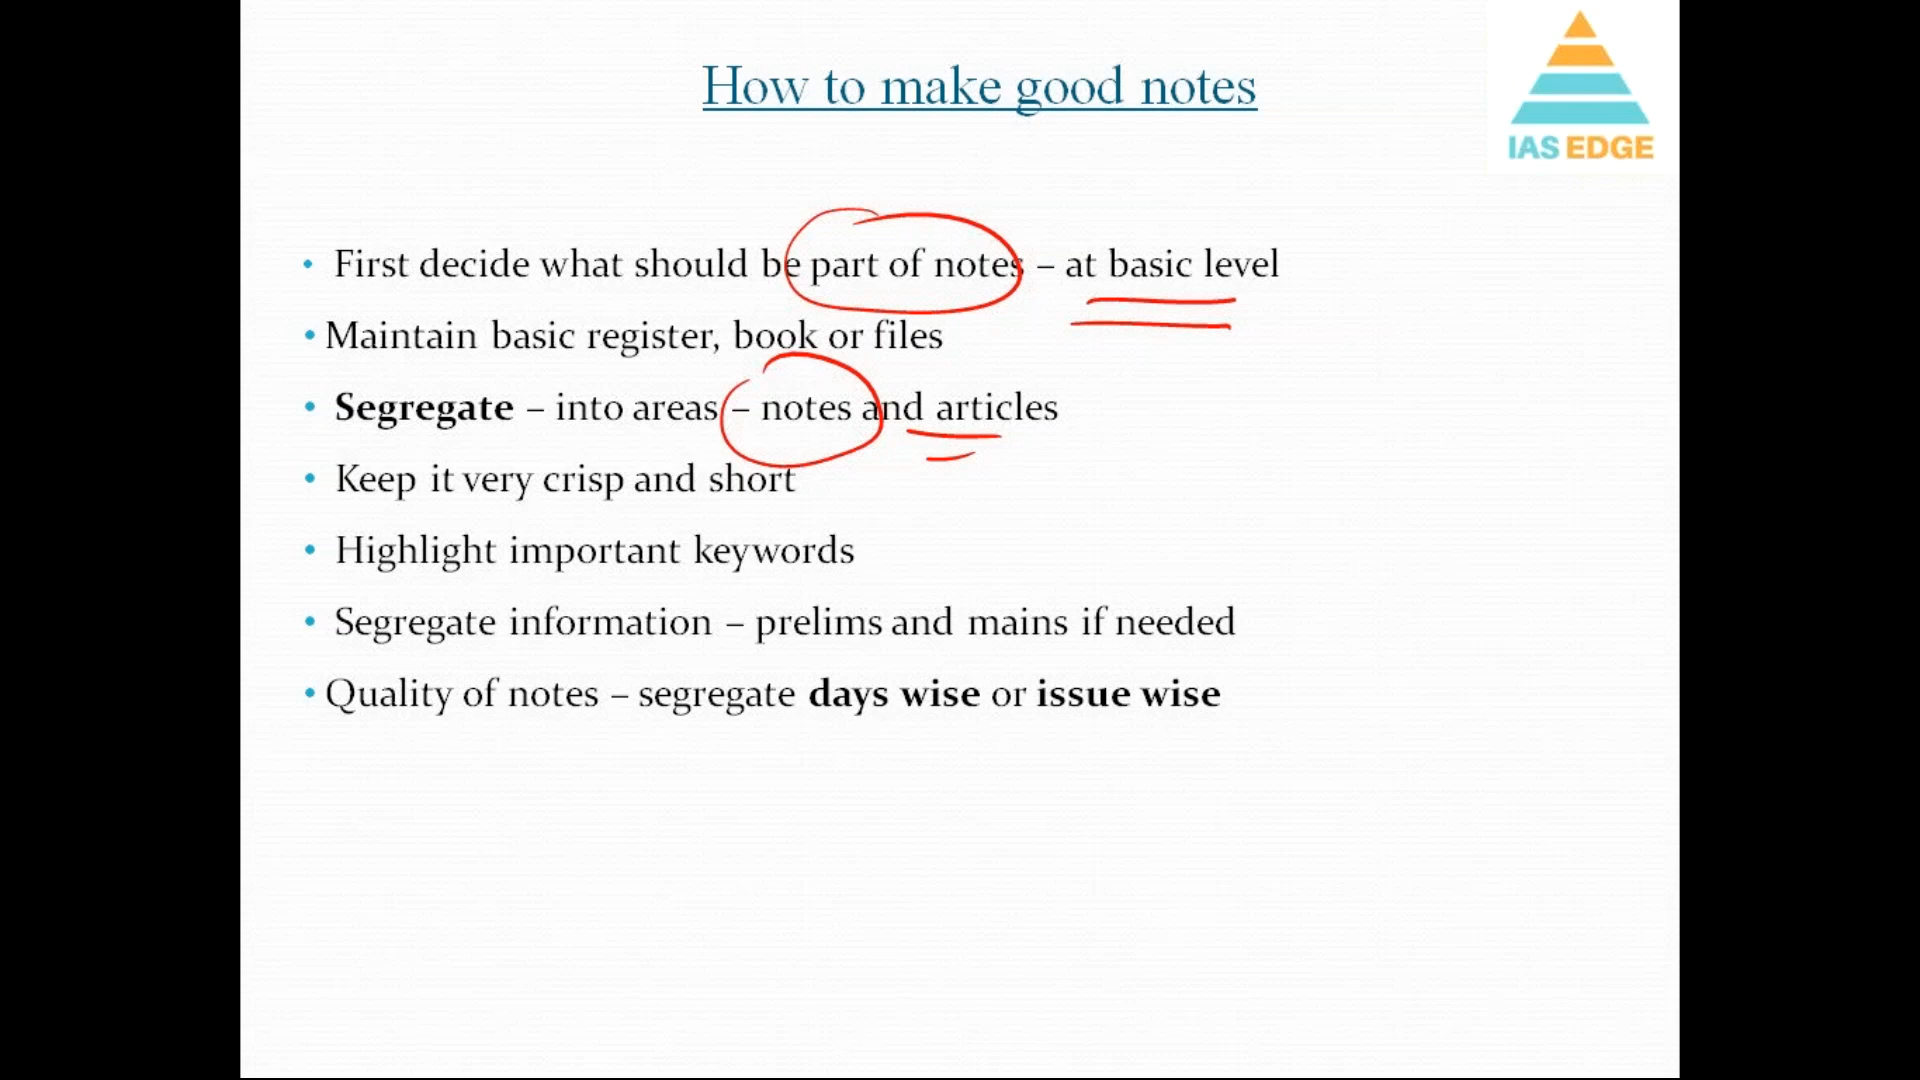 How to make good notes
IAS EDGE
• First decide what should be part of notes – at basic level
• Maintain basic register, book or files
• Segregate – into areas – notes and articles
• Keep it very crisp and short
• Highlight important keywords
• Segregate information – prelims and mains if needed
• Quality of notes – segregate days wise or issue wise